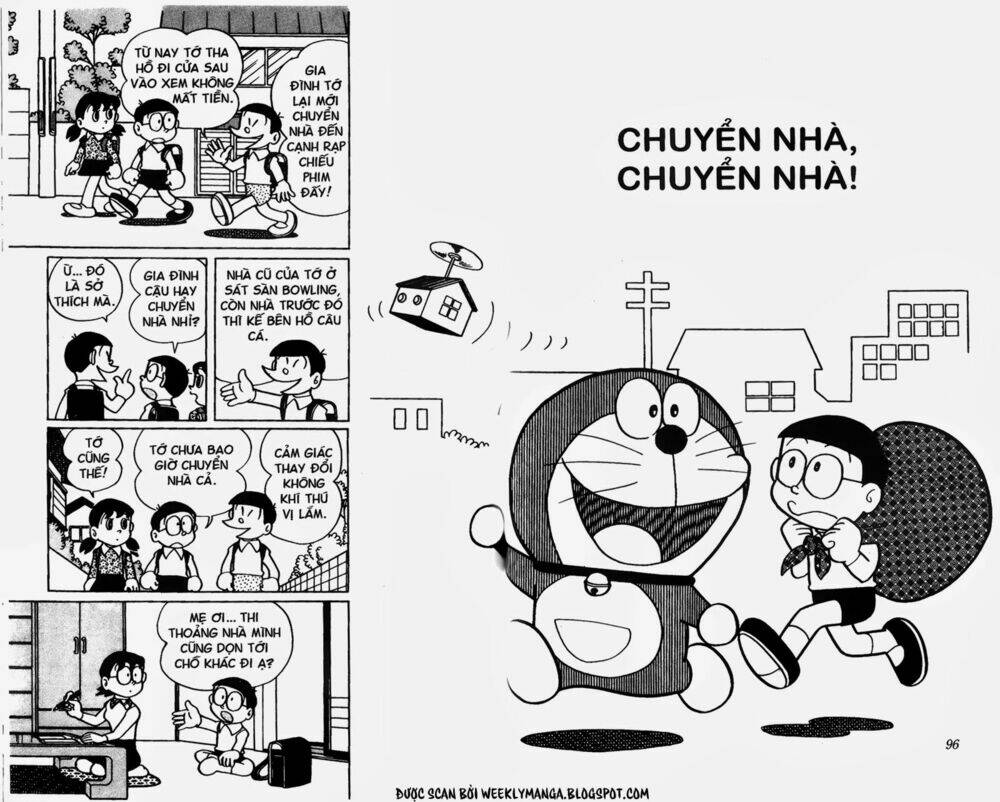 CHUYỂN NHÀ,
CHUYỂN NHÀ!
96
GIA
ĐÌNH TỚ
LẠI MỚI
CHUYỂN
NHÀ ĐẾN
CẠNH RẠP
CHIẾU
PHIM
ĐẤY!
TỪ NAY TỚ THA
HỒ ĐI CỬA SAU
VÀO XEM KHÔNG
MẤT TIỀN.
NHÀ CŨ CỦA TỚ Ở
SÁT SÀN BOWLING,
CÒN NHÀ TRƯỚC ĐÓ
THÌ KẾ BÊN HỒ CÂU
CÁ.
GIA ĐÌNH
CẬU HAY
CHUYỂN
NHÀ NHỈ?
Ừ... ĐÓ
LÀ SỞ
THÍCH MÀ.
CẢM GIÁC
THAY ĐỔI
KHÔNG
KHÍ THÚ
VỊ LẮM.
TỚ CHƯA BAO
GIỜ CHUYỂN
NHÀ CẢ.
TỚ
CŨNG
THẾ!
MẸ ƠI... THI
THOẢNG NHÀ MÌNH
CŨNG DỌN TỚI
CHỖ KHÁC ĐI Ạ?
ĐƯỢC SCAN BỞI WEEKLYMANGA.BLOGSPOT.COM